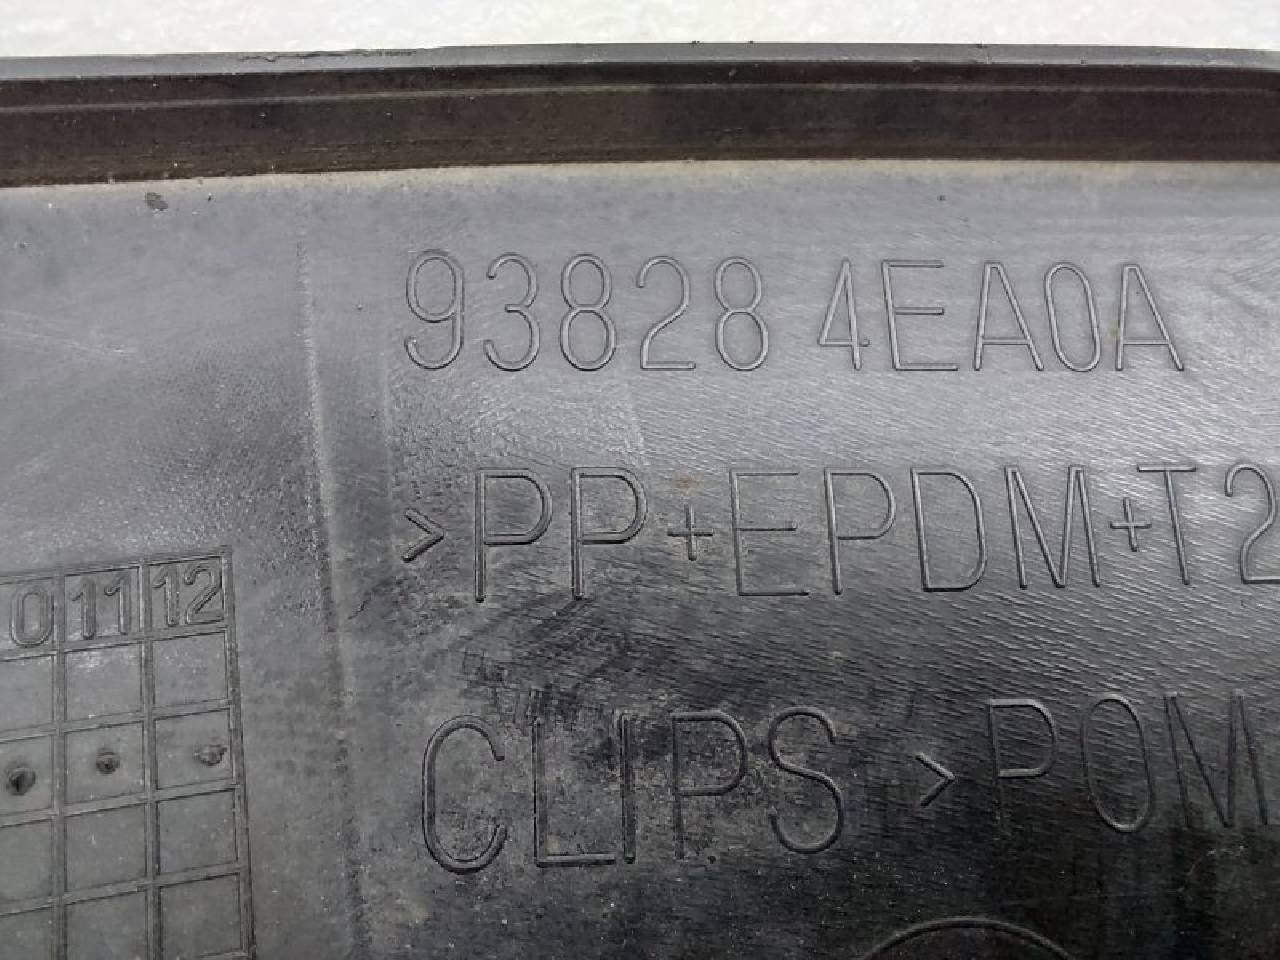 93828 4EA0A
>PP+EPDM+T2
0 11 12
CLIPS >POM